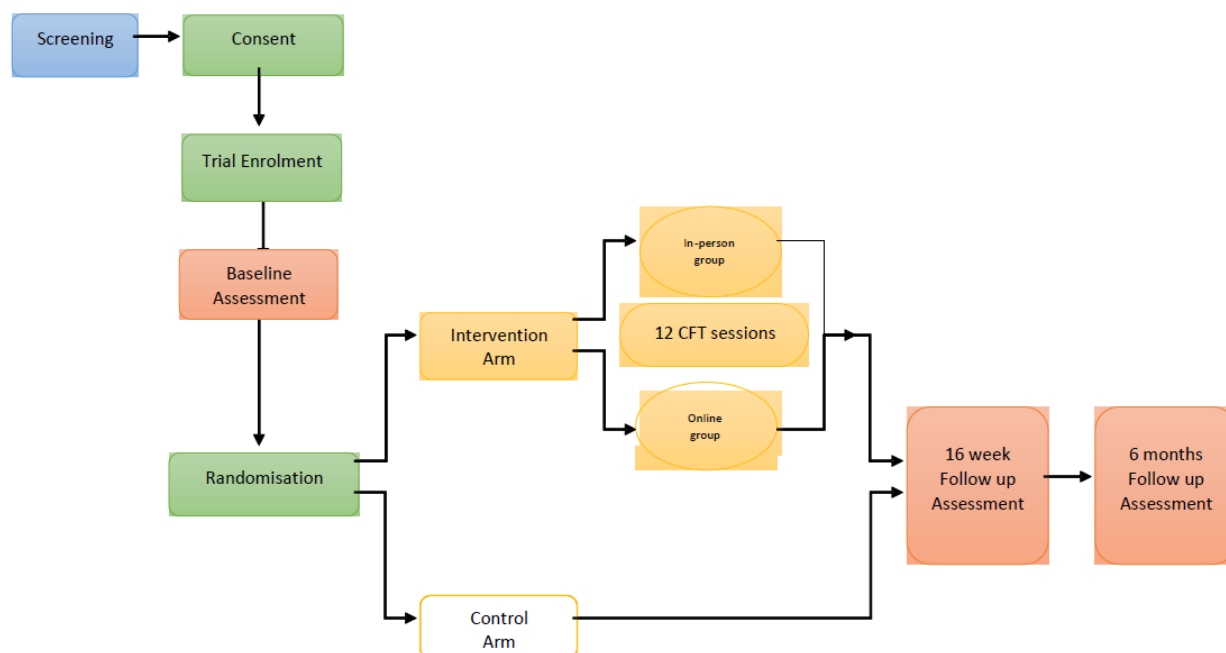 Screening
Consent
Trial Enrolment
Baseline
Assessment
Randomisation
Intervention
Arm
In-person
group
12 CFT sessions
Online
group
Control
Arm
16 week
Follow up
Assessment
6 months
Follow up
Assessment